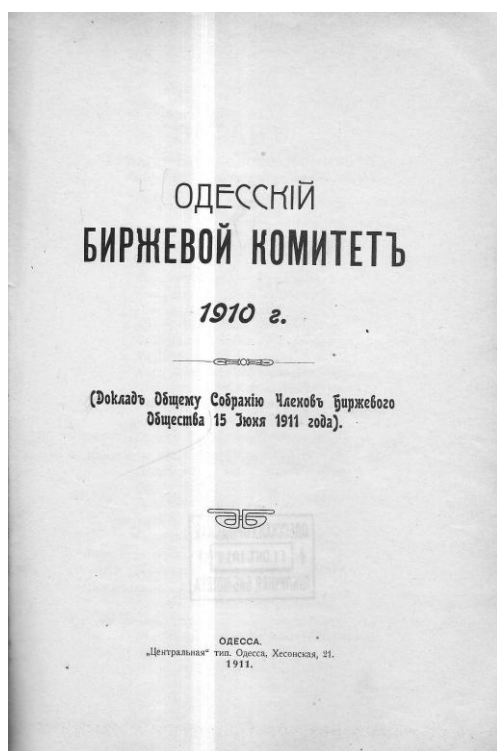 ОДЕССКІЙ
БИРЖЕВОЙ КОМИТЕТЪ
1910 г.
(Докладъ Общему Собранію Членовъ Биржевого
Общества 15 Іюня 1911 года).
ОДЕССА.
„Центральная“ тип. Одесса, Хесонская, 21.
1911.